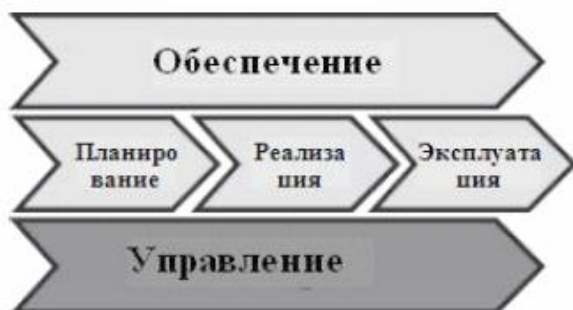 Обеспечение
Планиро
вание
Реализа
ция
Эксплуата
ция
Управление